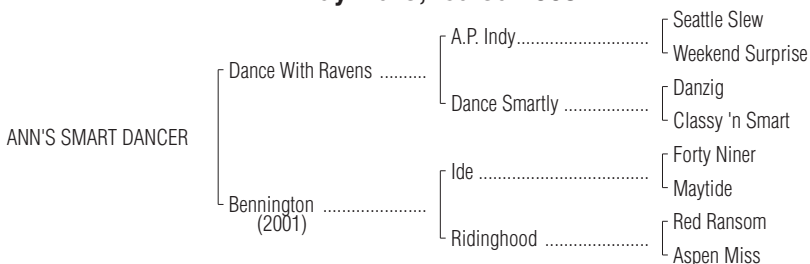 Seattle Slew
A.P. Indy..............................
Weekend Surprise
Dance With Ravens ..........
Danzig
Dance Smartly ...................
Classy 'n Smart
ANN'S SMART DANCER
Forty Niner
Ide ......................................
Maytide
Bennington ......................
(2001)
Red Ransom
Ridinghood .......................
Aspen Miss